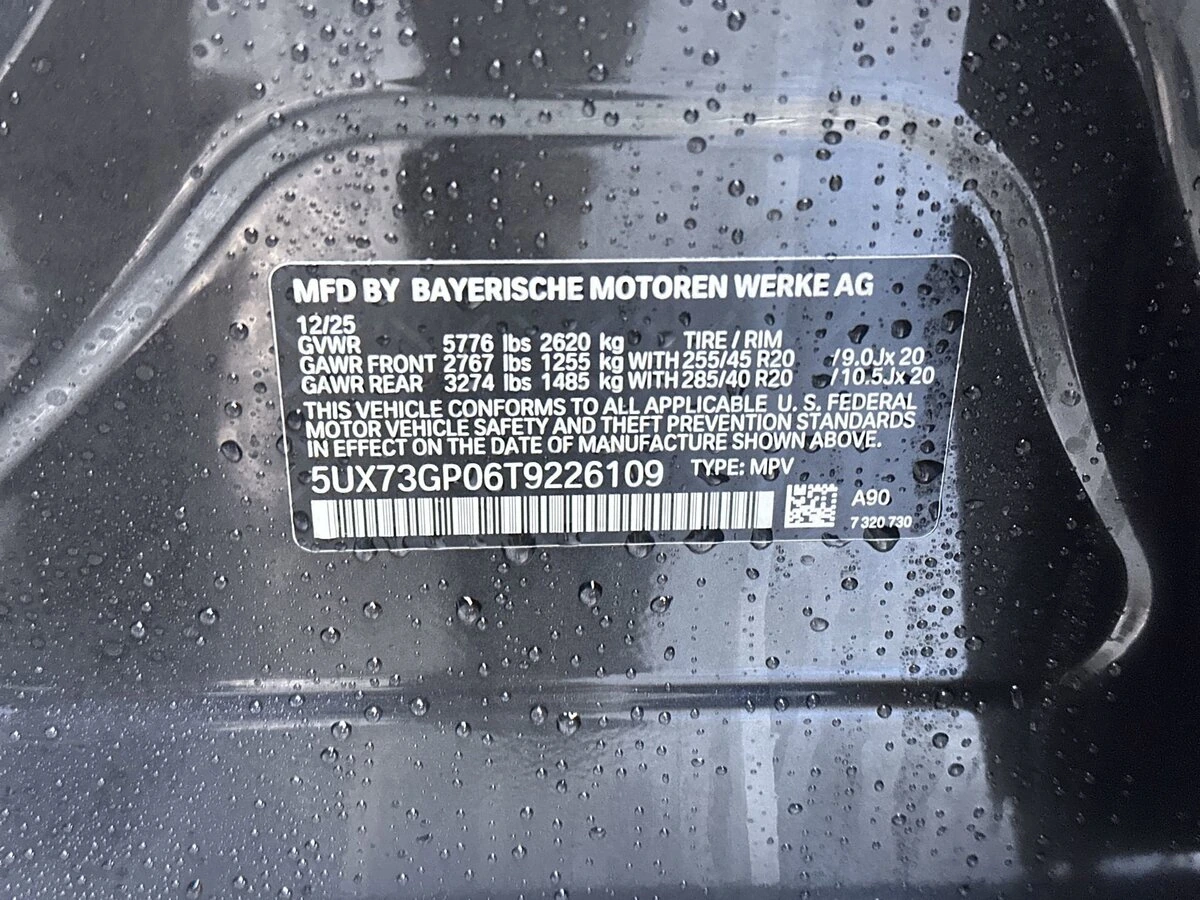 MFD BY BAYERISCHE MOTOREN WERKE AG
12/25
GVWR 5776 lbs 2620 kg TIRE / RIM
GAWR FRONT 2767 lbs 1255 kg WITH 255/45 R20 /9.0Jx 20
GAWR REAR 3274 lbs 1485 kg WITH 285/40 R20 /10.5Jx 20
THIS VEHICLE CONFORMS TO ALL APPLICABLE U. S. FEDERAL
MOTOR VEHICLE SAFETY AND THEFT PREVENTION STANDARDS
IN EFFECT ON THE DATE OF MANUFACTURE SHOWN ABOVE.
5UX73GP06T9226109 TYPE: MPV
A90
7 320 730